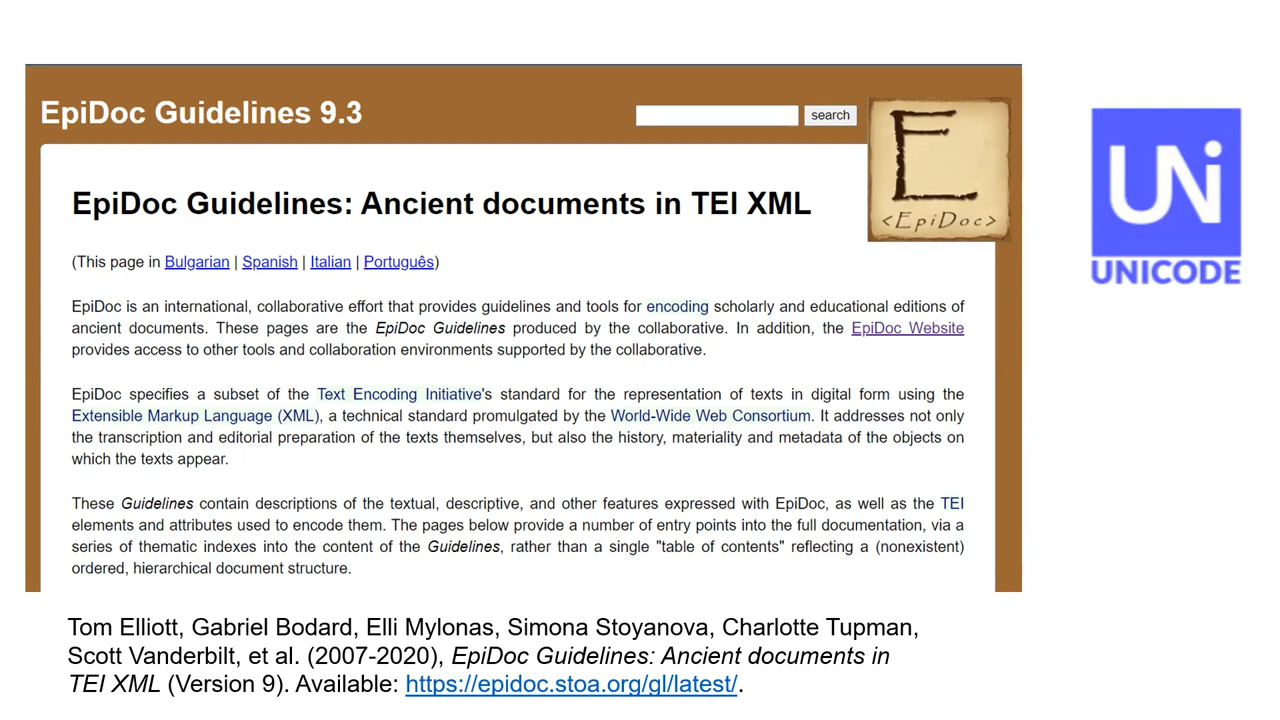 EpiDoc Guidelines 9.3
search
E
<EpiDoc>
UNi
UNICODE
EpiDoc Guidelines: Ancient documents in TEI XML
(This page in Bulgarian | Spanish | Italian | Português)
EpiDoc is an international, collaborative effort that provides guidelines and tools for encoding scholarly and educational editions of
ancient documents. These pages are the EpiDoc Guidelines produced by the collaborative. In addition, the EpiDoc Website
provides access to other tools and collaboration environments supported by the collaborative.
EpiDoc specifies a subset of the Text Encoding Initiative's standard for the representation of texts in digital form using the
Extensible Markup Language (XML), a technical standard promulgated by the World-Wide Web Consortium. It addresses not only
the transcription and editorial preparation of the texts themselves, but also the history, materiality and metadata of the objects on
which the texts appear.
These Guidelines contain descriptions of the textual, descriptive, and other features expressed with EpiDoc, as well as the TEI
elements and attributes used to encode them. The pages below provide a number of entry points into the full documentation, via a
series of thematic indexes into the content of the Guidelines, rather than a single "table of contents" reflecting a (nonexistent)
ordered, hierarchical document structure.
Tom Elliott, Gabriel Bodard, Elli Mylonas, Simona Stoyanova, Charlotte Tupman,
Scott Vanderbilt, et al. (2007-2020), EpiDoc Guidelines: Ancient documents in
TEI XML (Version 9). Available: https://epidoc.stoa.org/gl/latest/.